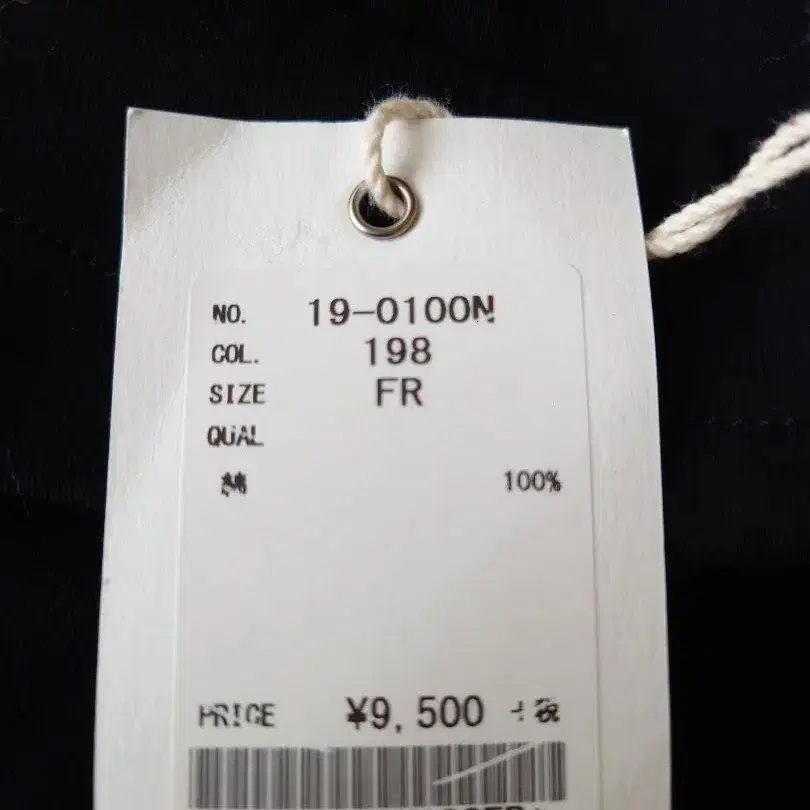 NO. 19-0100N
COL. 198
SIZE FR
QUAL
綿 100%
PRICE ¥9,500 +税